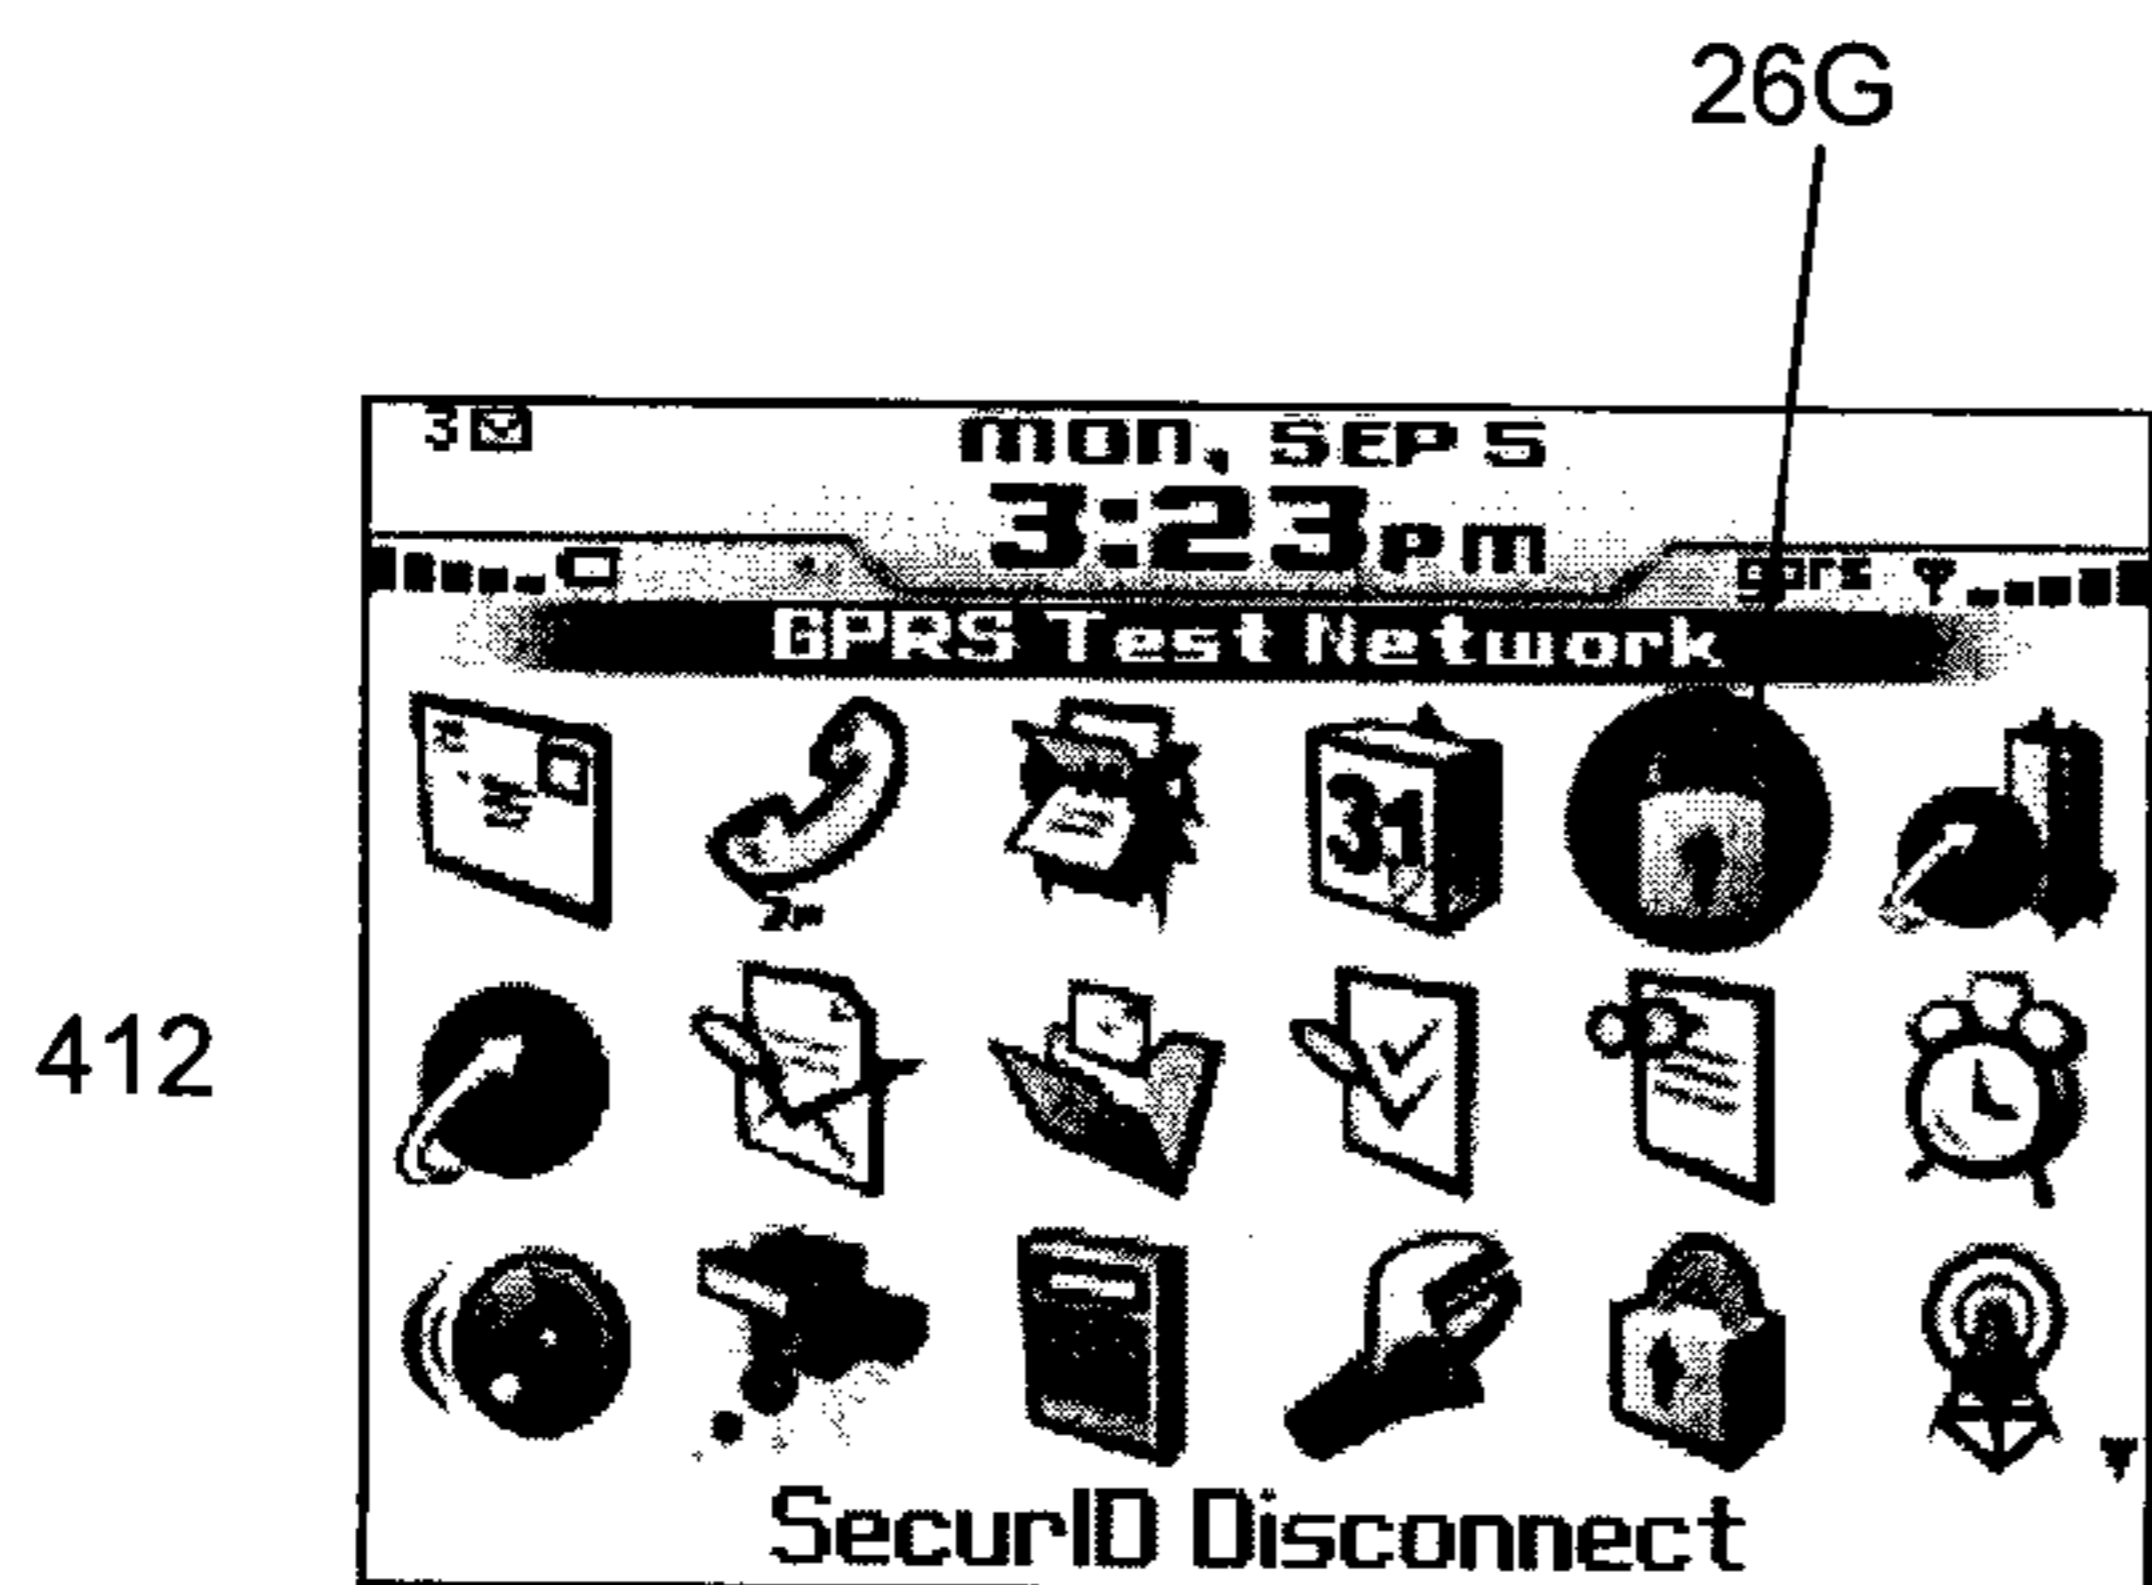 26G
3
mon, SEP 5
3:23pm
gprs
GPRS Test Network
31
412
SecurID Disconnect